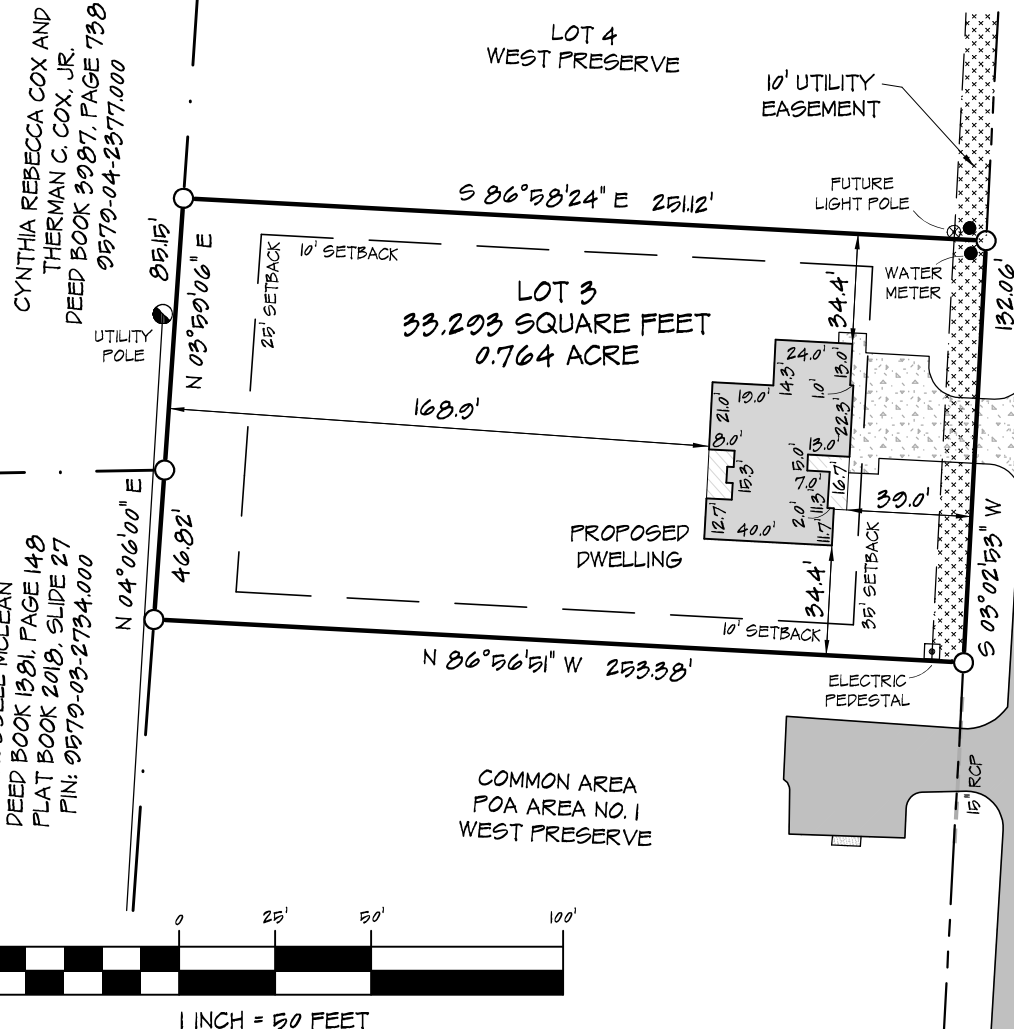 CYNTHIA REBECCA COX AND
THERMAN C. COX, JR.
DEED BOOK 3987, PAGE 738
9579-04-2377.000
LOT 4
WEST PRESERVE
10' UTILITY
EASEMENT
FUTURE
LIGHT POLE
S 86°58'24" E 251.12'
85.15'
N 03°59'06" E
UTILITY
POLE
25' SETBACK
10' SETBACK
LOT 3
33,293 SQUARE FEET
0.764 ACRE
WATER
METER
132.06'
34.4'
24.0'
13.0'
14.3'
1.0'
19.0'
21.0'
22.3'
168.9'
8.0'
13.0'
5.0'
15.3'
7.0'
16.7'
39.0'
11.3'
2.0'
12.7'
40.0'
11.7'
PROPOSED
DWELLING
34.4'
35' SETBACK
10' SETBACK
S 03°02'53" W
N 04°06'00" E
46.82'
N 86°56'51" W 253.38'
ELECTRIC
PEDESTAL
MCLEAN
DEED BOOK 1381, PAGE 148
PLAT BOOK 2018, SLIDE 27
PIN: 9579-03-2734.000
COMMON AREA
POA AREA NO. 1
WEST PRESERVE
15" RCP
0 25' 50' 100'
1 INCH = 50 FEET